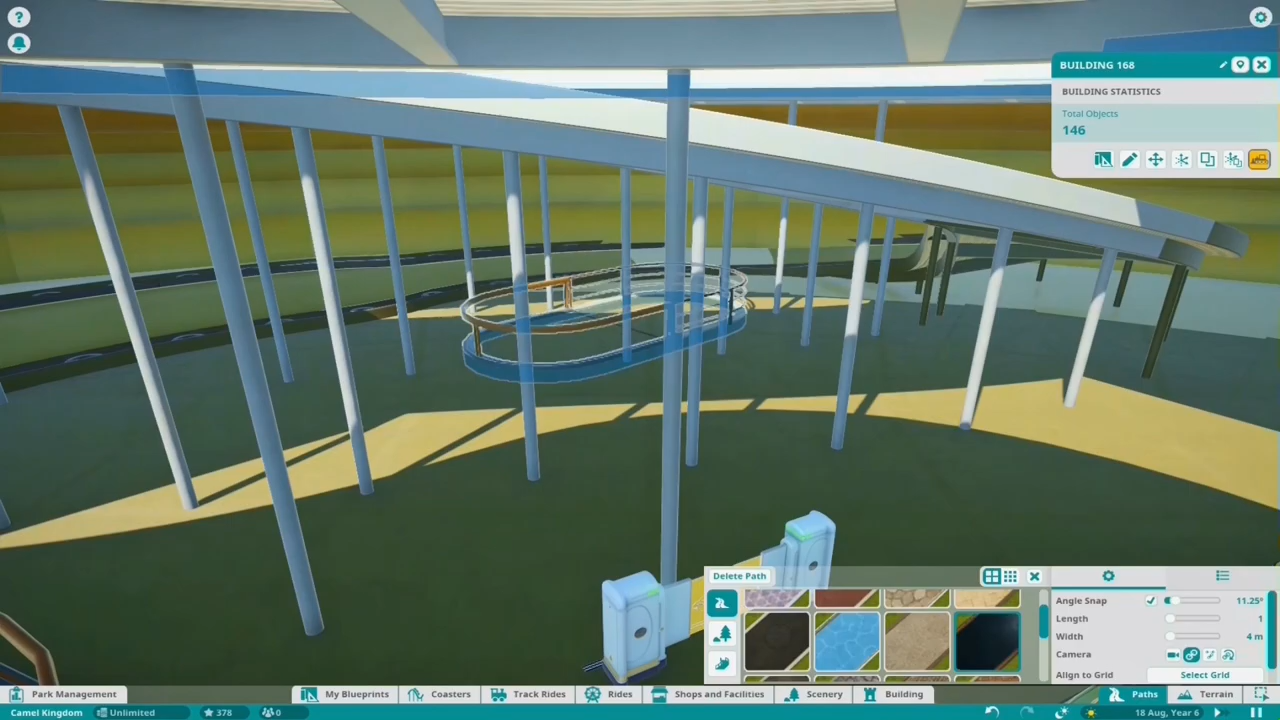 ?
BUILDING 168
BUILDING STATISTICS
Total Objects
146
Delete Path
Angle Snap 11.25°
Length 1
Width 4 m
Camera
Align to Grid Select Grid
Park Management My Blueprints Coasters Track Rides Rides Shops and Facilities Scenery Building Paths Terrain
Camel Kingdom Unlimited 378 0 18 Aug, Year 6